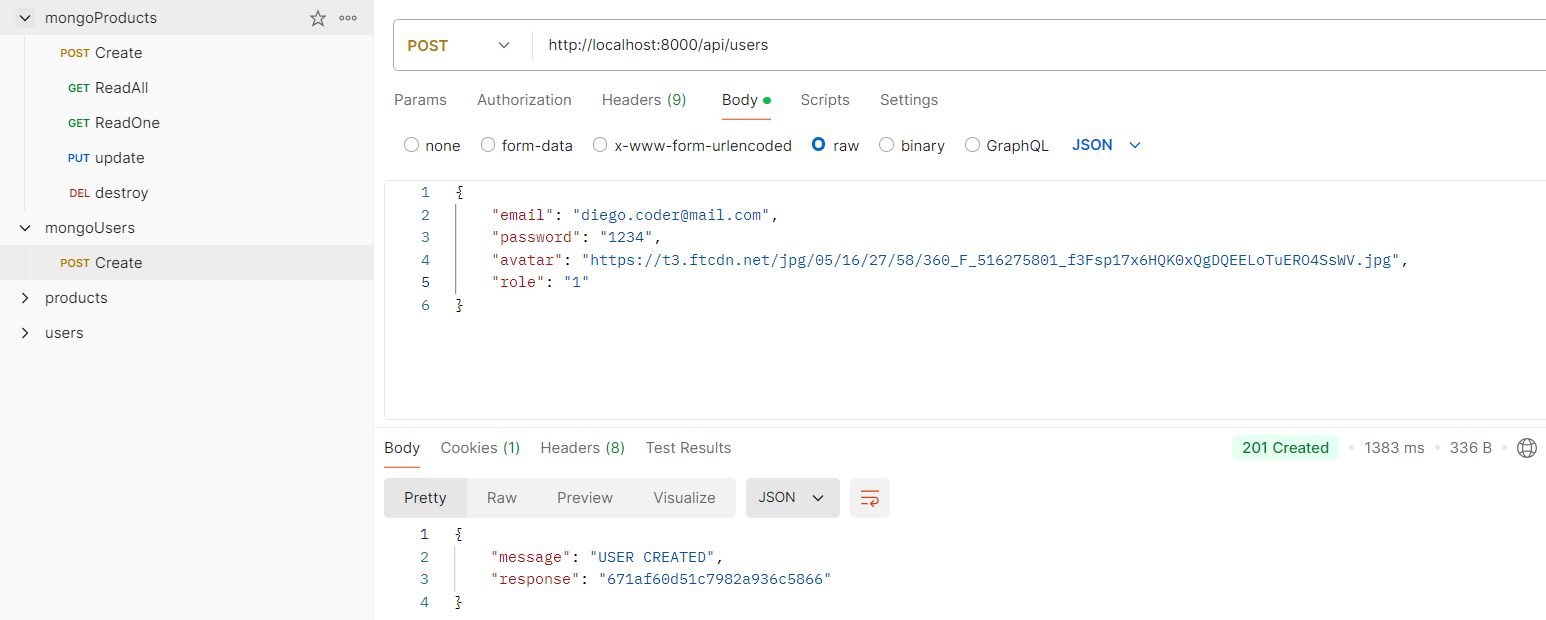 mongoProducts
POST Create
GET ReadAll
GET ReadOne
PUT update
DEL destroy
mongoUsers
POST Create
products
users
POST http://localhost:8000/api/users
Params Authorization Headers (9) Body Scripts Settings
none form-data x-www-form-urlencoded raw binary GraphQL JSON
1 {
2 "email": "diego.coder@mail.com",
3 "password": "1234",
4 "avatar": "https://t3.ftcdn.net/jpg/05/16/27/58/360_F_516275801_f3Fsp17x6HQK0xQgDQEELoTuERO4SsWV.jpg",
5 "role": "1"
6 }
Body Cookies (1) Headers (8) Test Results 201 Created 1383 ms 336 B
Pretty Raw Preview Visualize JSON
1 {
2 "message": "USER CREATED",
3 "response": "671af60d51c7982a936c5866"
4 }